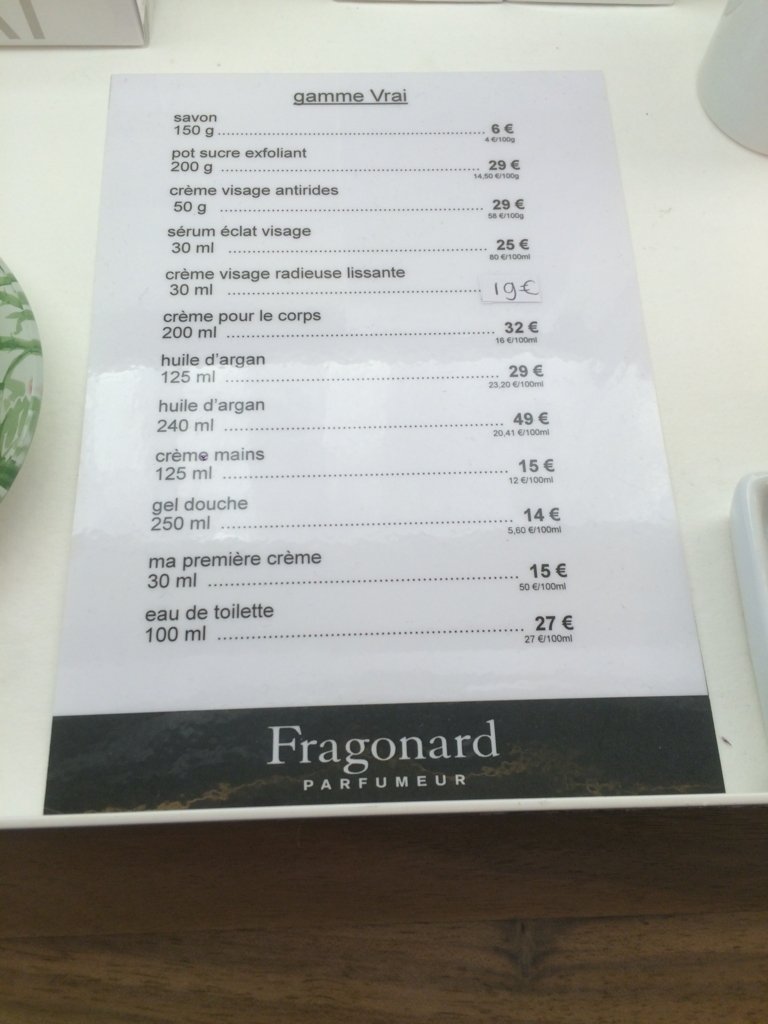 gamme Vrai
savon
150 g ........................................ 6 €
4 €/100g
pot sucre exfoliant
200 g ........................................ 29 €
14,50 €/100g
crème visage antirides
50 g ........................................ 29 €
58 €/100g
sérum éclat visage
30 ml ........................................ 25 €
80 €/100ml
crème visage radieuse lissante
30 ml ........................................ 19€
crème pour le corps
200 ml ........................................ 32 €
16 €/100ml
huile d'argan
125 ml ........................................ 29 €
23,20 €/100ml
huile d'argan
240 ml ........................................ 49 €
20,41 €/100ml
crème mains
125 ml ........................................ 15 €
12 €/100ml
gel douche
250 ml ........................................ 14 €
5,60 €/100ml
ma première crème
30 ml ........................................ 15 €
50 €/100ml
eau de toilette
100 ml ........................................ 27 €
27 €/100ml
Fragonard
PARFUMEUR